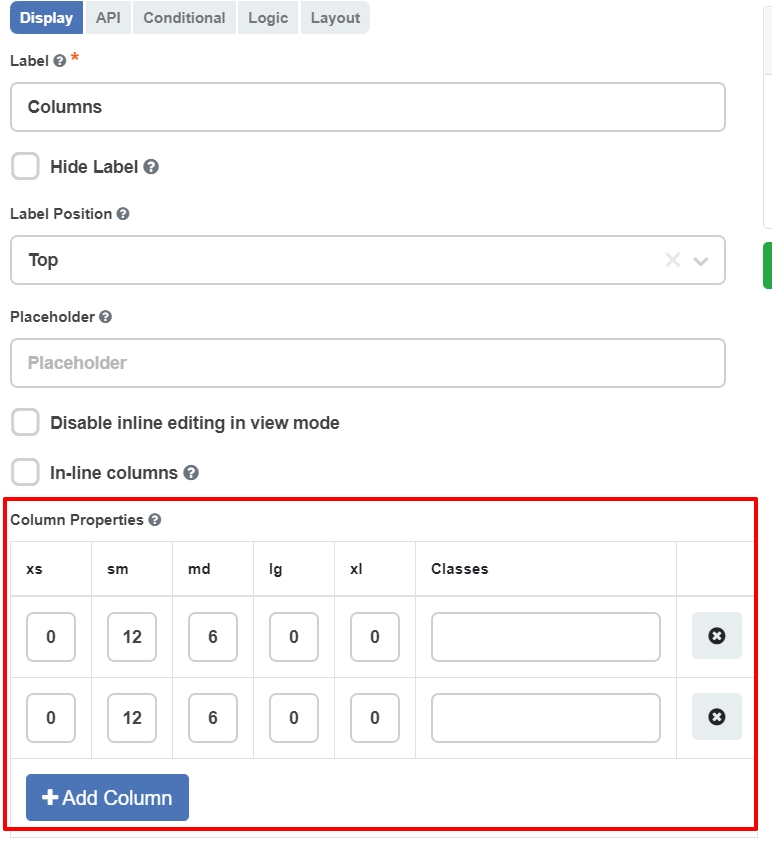 Display API Conditional Logic Layout
Label *
Columns
Hide Label
Label Position
Top
Placeholder
Placeholder
Disable inline editing in view mode
In-line columns
Column Properties
xs sm md lg xl Classes
0 12 6 0 0
0 12 6 0 0
Add Column